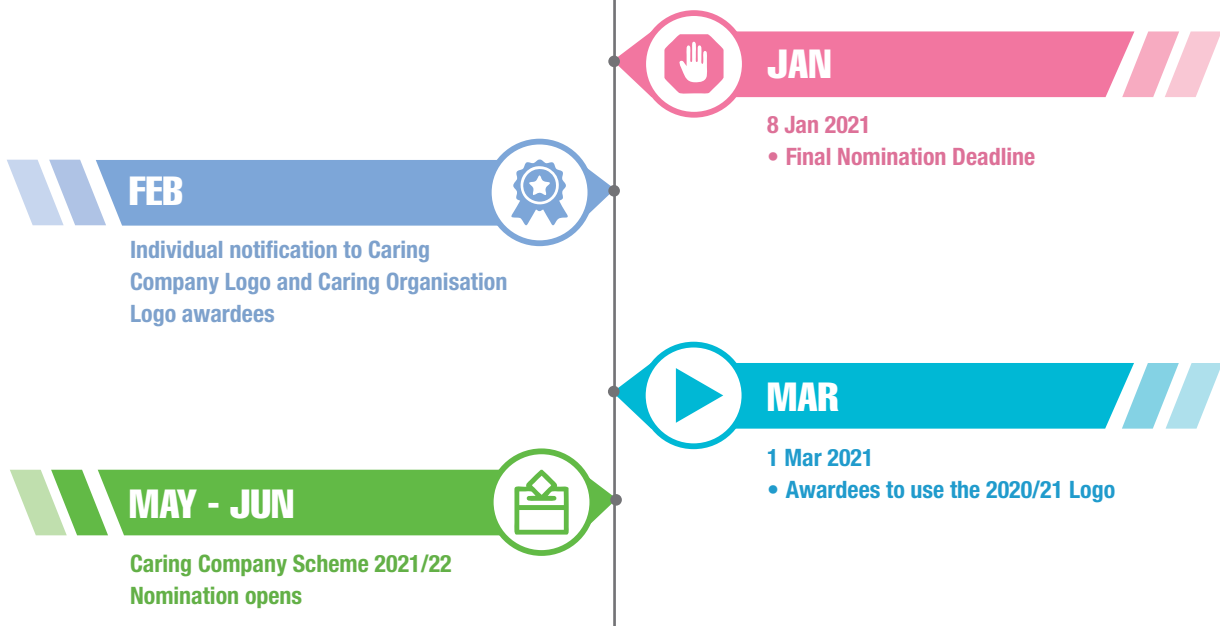 JAN
8 Jan 2021
• Final Nomination Deadline
FEB
Individual notification to Caring
Company Logo and Caring Organisation
Logo awardees
MAR
1 Mar 2021
• Awardees to use the 2020/21 Logo
MAY - JUN
Caring Company Scheme 2021/22
Nomination opens